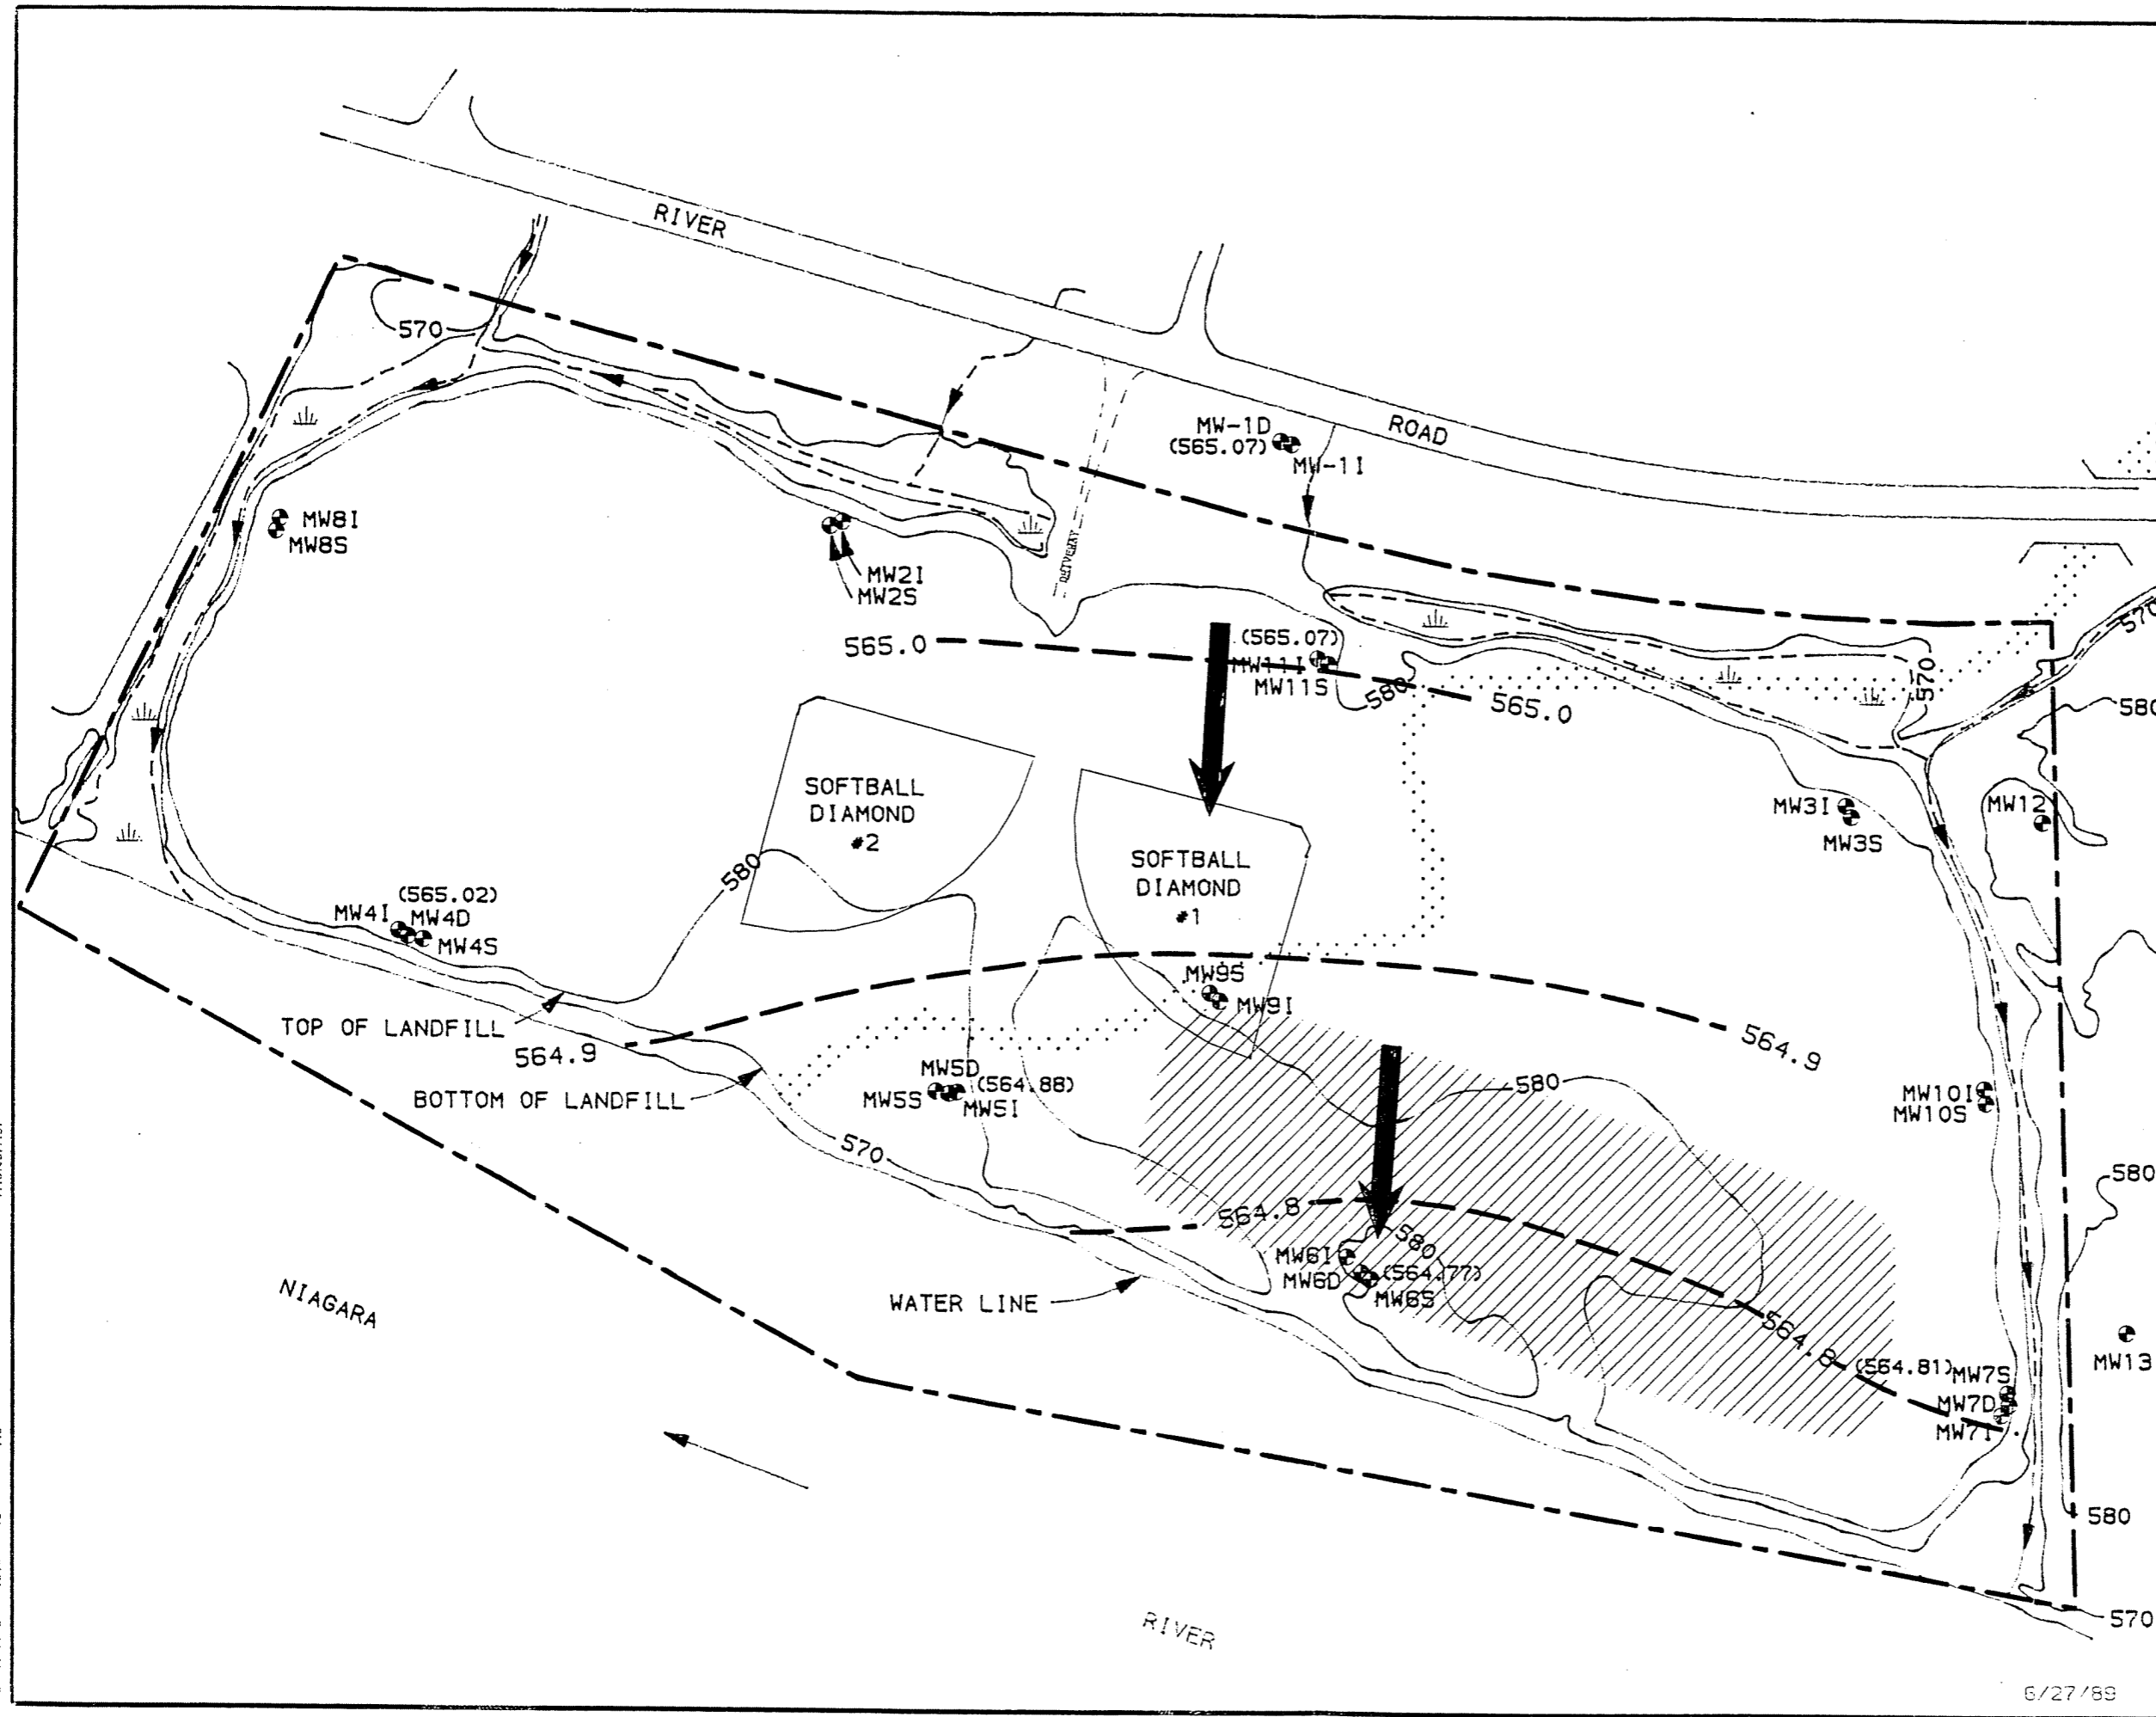 RIVER
ROAD
570
MW-1D
(565.07)
MW-1I
MW8I
MW8S
MW2I
MW2S
DRIVEWAY
570
565.0
(565.07)
MW11I
MW11S
580
565.0
570
580
SOFTBALL
DIAMOND
#2
MW3I
MW3S
MW12
SOFTBALL
DIAMOND
#1
580
(565.02)
MW4I
MW4D
MW4S
MW9S
MW9I
TOP OF LANDFILL
564.9
564.9
MW5D
(564.88)
MW5S
MW5I
580
BOTTOM OF LANDFILL
MW10I
MW10S
570
580
564.8
580
MW6I
MW6D
(564.77)
MW6S
NIAGARA
WATER LINE
564.8
(564.81)
MW7S
MW7D
MW7I
MW13
580
570
RIVER
6/27/89